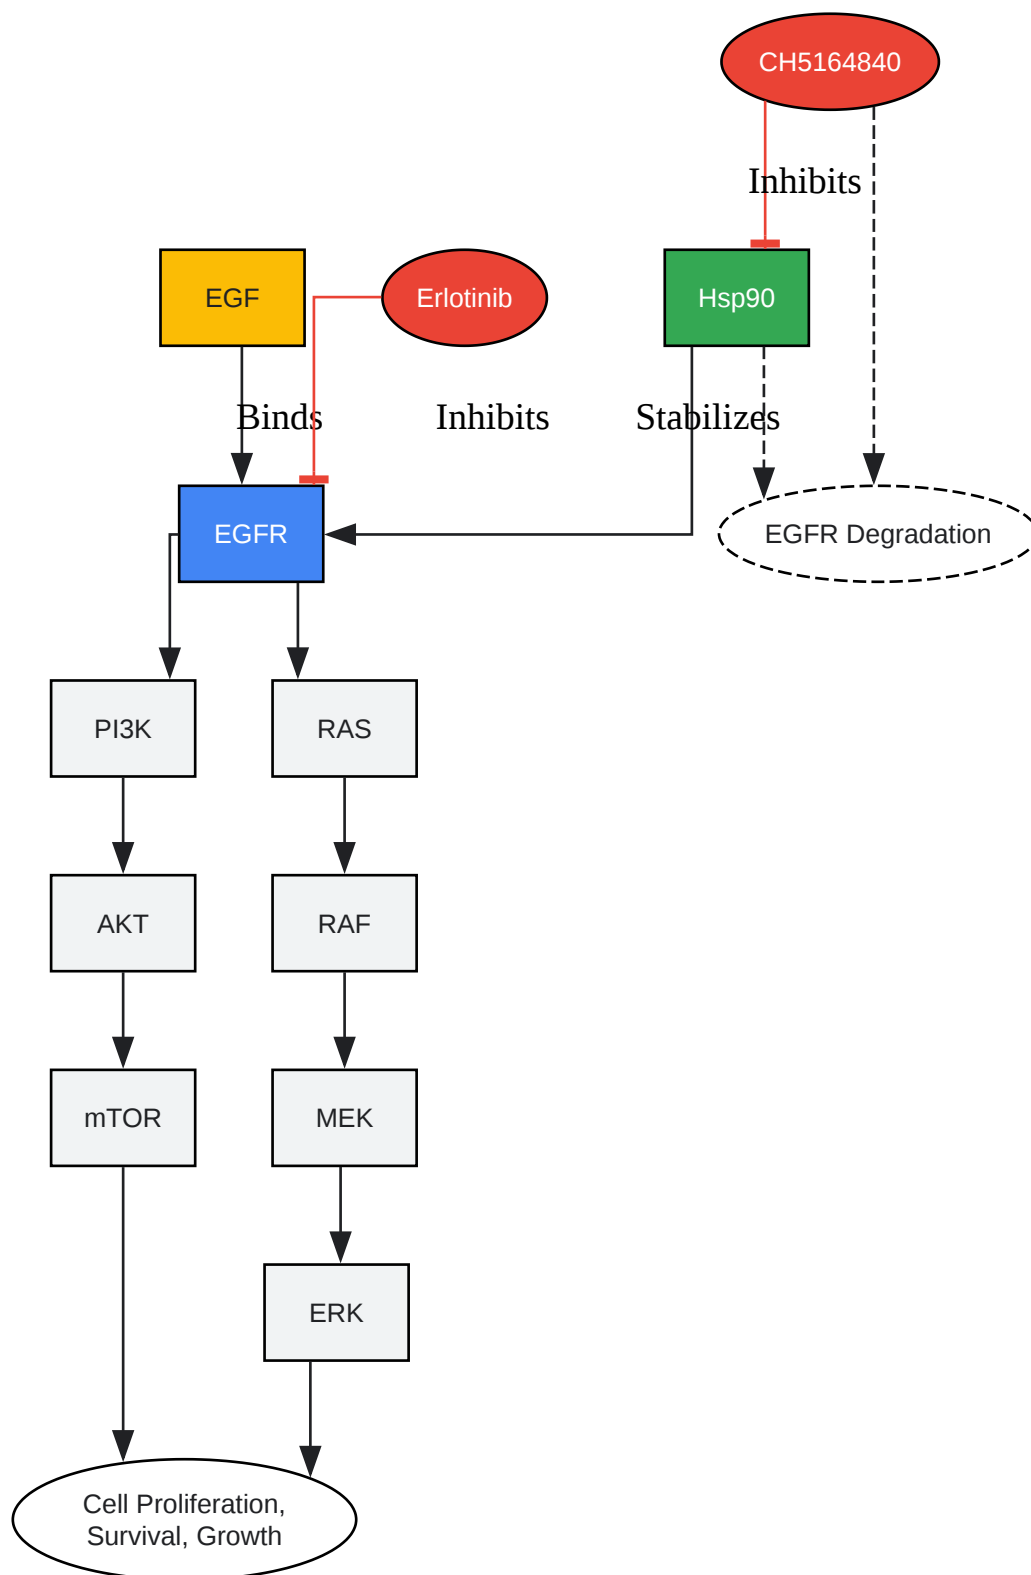 CH5164840
Inhibits
EGF
Erlotinib
Hsp90
Binds
Inhibits
Stabilizes
EGFR
EGFR Degradation
PI3K
RAS
AKT
RAF
mTOR
MEK
ERK
Cell Proliferation,
Survival, Growth